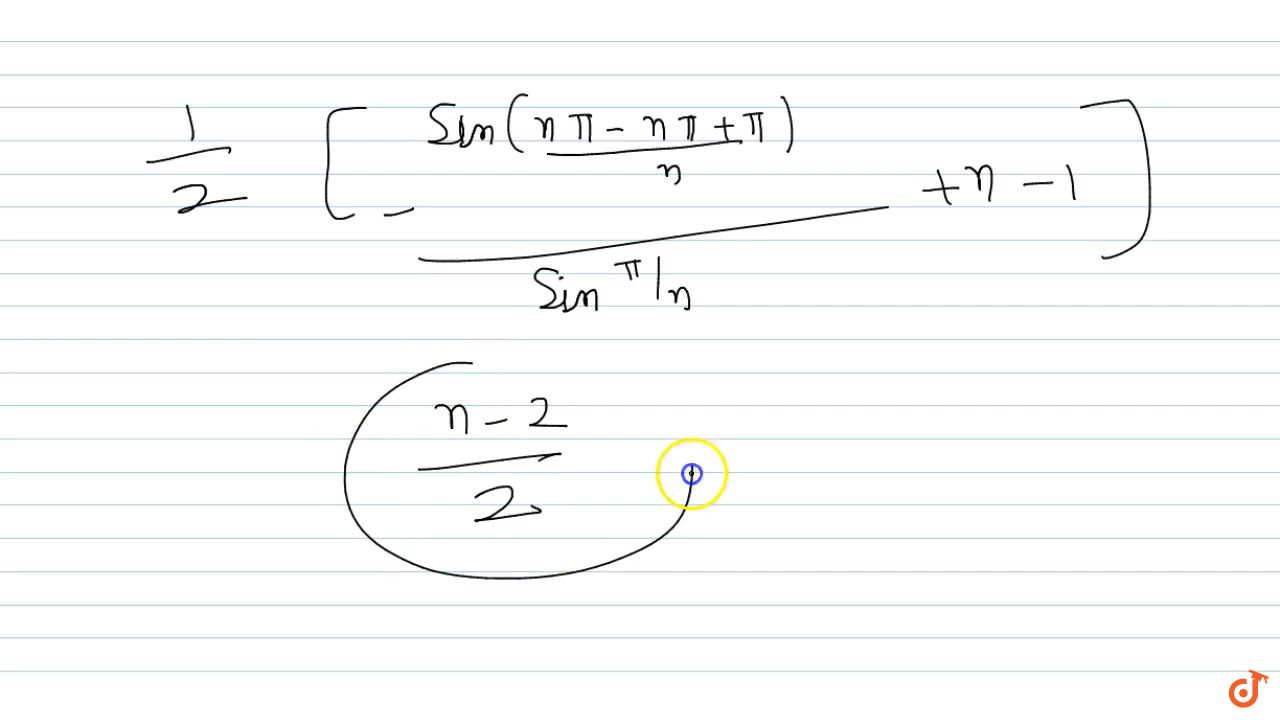 1/2 [ - sin((nπ - nπ + π)/n) / sin π/n + n - 1 ]
(n - 2)/2